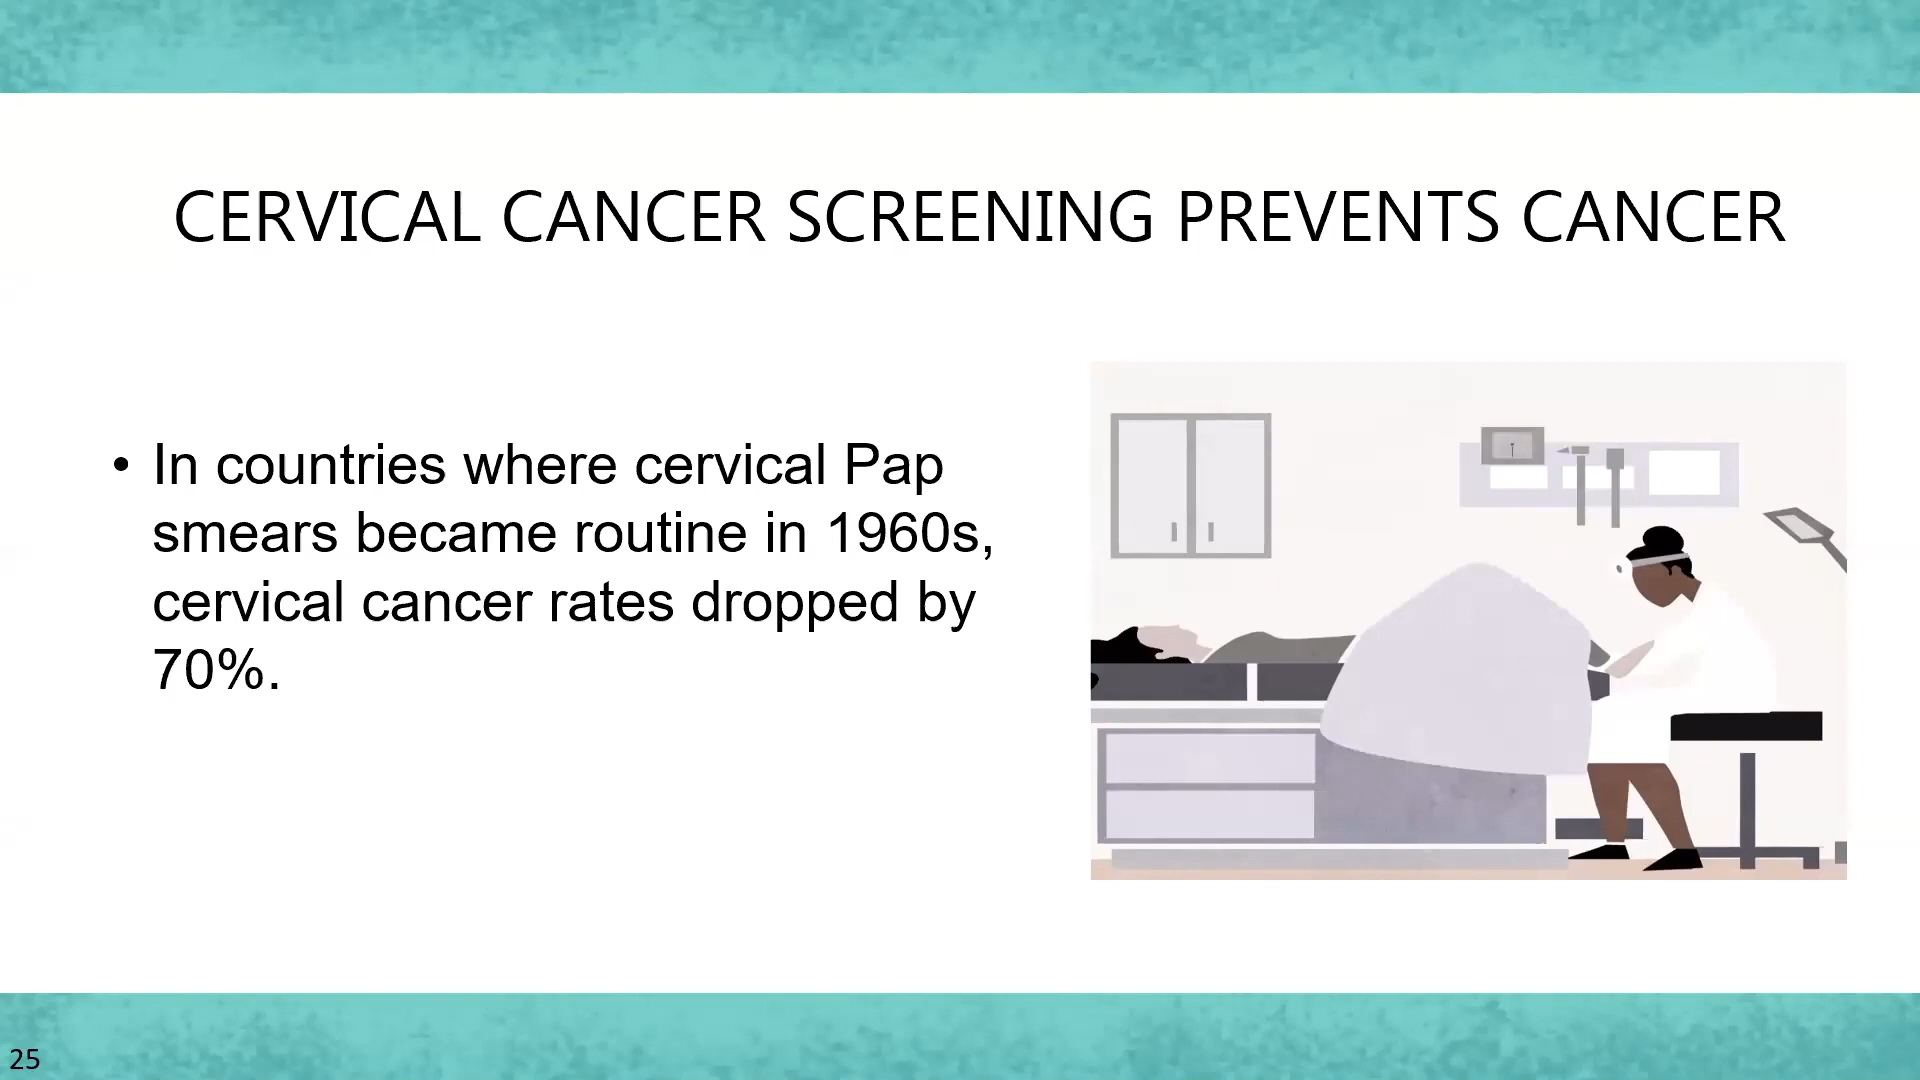 CERVICAL CANCER SCREENING PREVENTS CANCER
• In countries where cervical Pap
smears became routine in 1960s,
cervical cancer rates dropped by
70%.
25